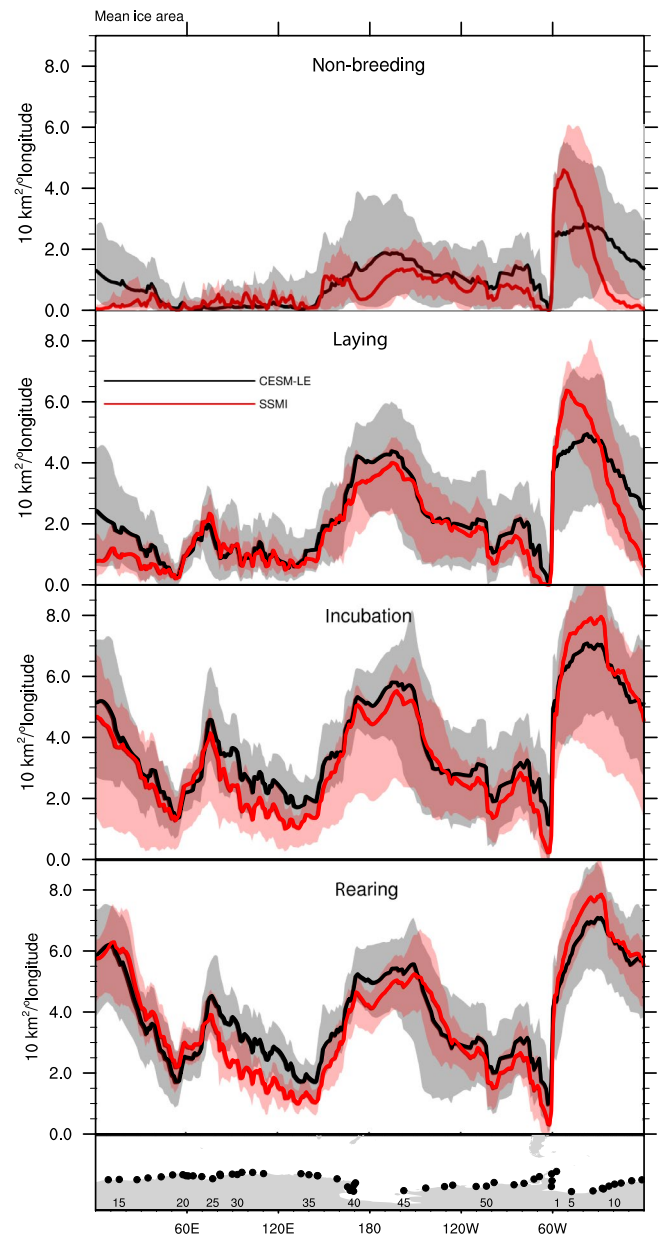 Mean ice area
Non-breeding
10 km²/°longitude
8.0
6.0
4.0
2.0
0.0
Laying
CESM-LE
SSMI
10 km²/°longitude
8.0
6.0
4.0
2.0
0.0
Incubation
10 km²/°longitude
8.0
6.0
4.0
2.0
0.0
Rearing
10 km²/°longitude
8.0
6.0
4.0
2.0
0.0
15 20 25 30 35 40 45 50 1 5 10
60E 120E 180 120W 60W